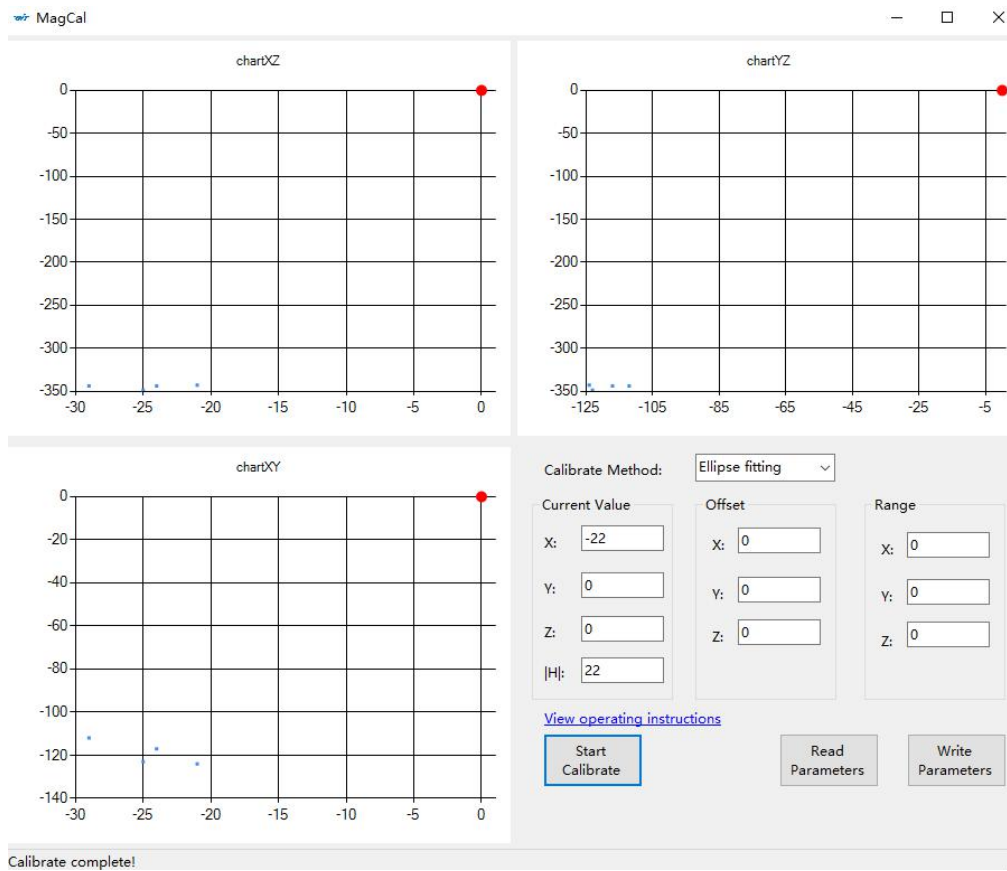 WIT MagCal
chartXZ
0
-50
-100
-150
-200
-250
-300
-350
-30 -25 -20 -15 -10 -5 0
chartYZ
0
-50
-100
-150
-200
-250
-300
-350
-125 -105 -85 -65 -45 -25 -5
chartXY
0
-20
-40
-60
-80
-100
-120
-140
-30 -25 -20 -15 -10 -5 0
Calibrate Method: Ellipse fitting
Current Value
X: -22
Y: 0
Z: 0
|H|: 22
Offset
X: 0
Y: 0
Z: 0
Range
X: 0
Y: 0
Z: 0
View operating instructions
Start
Calibrate
Read
Parameters
Write
Parameters
Calibrate complete!